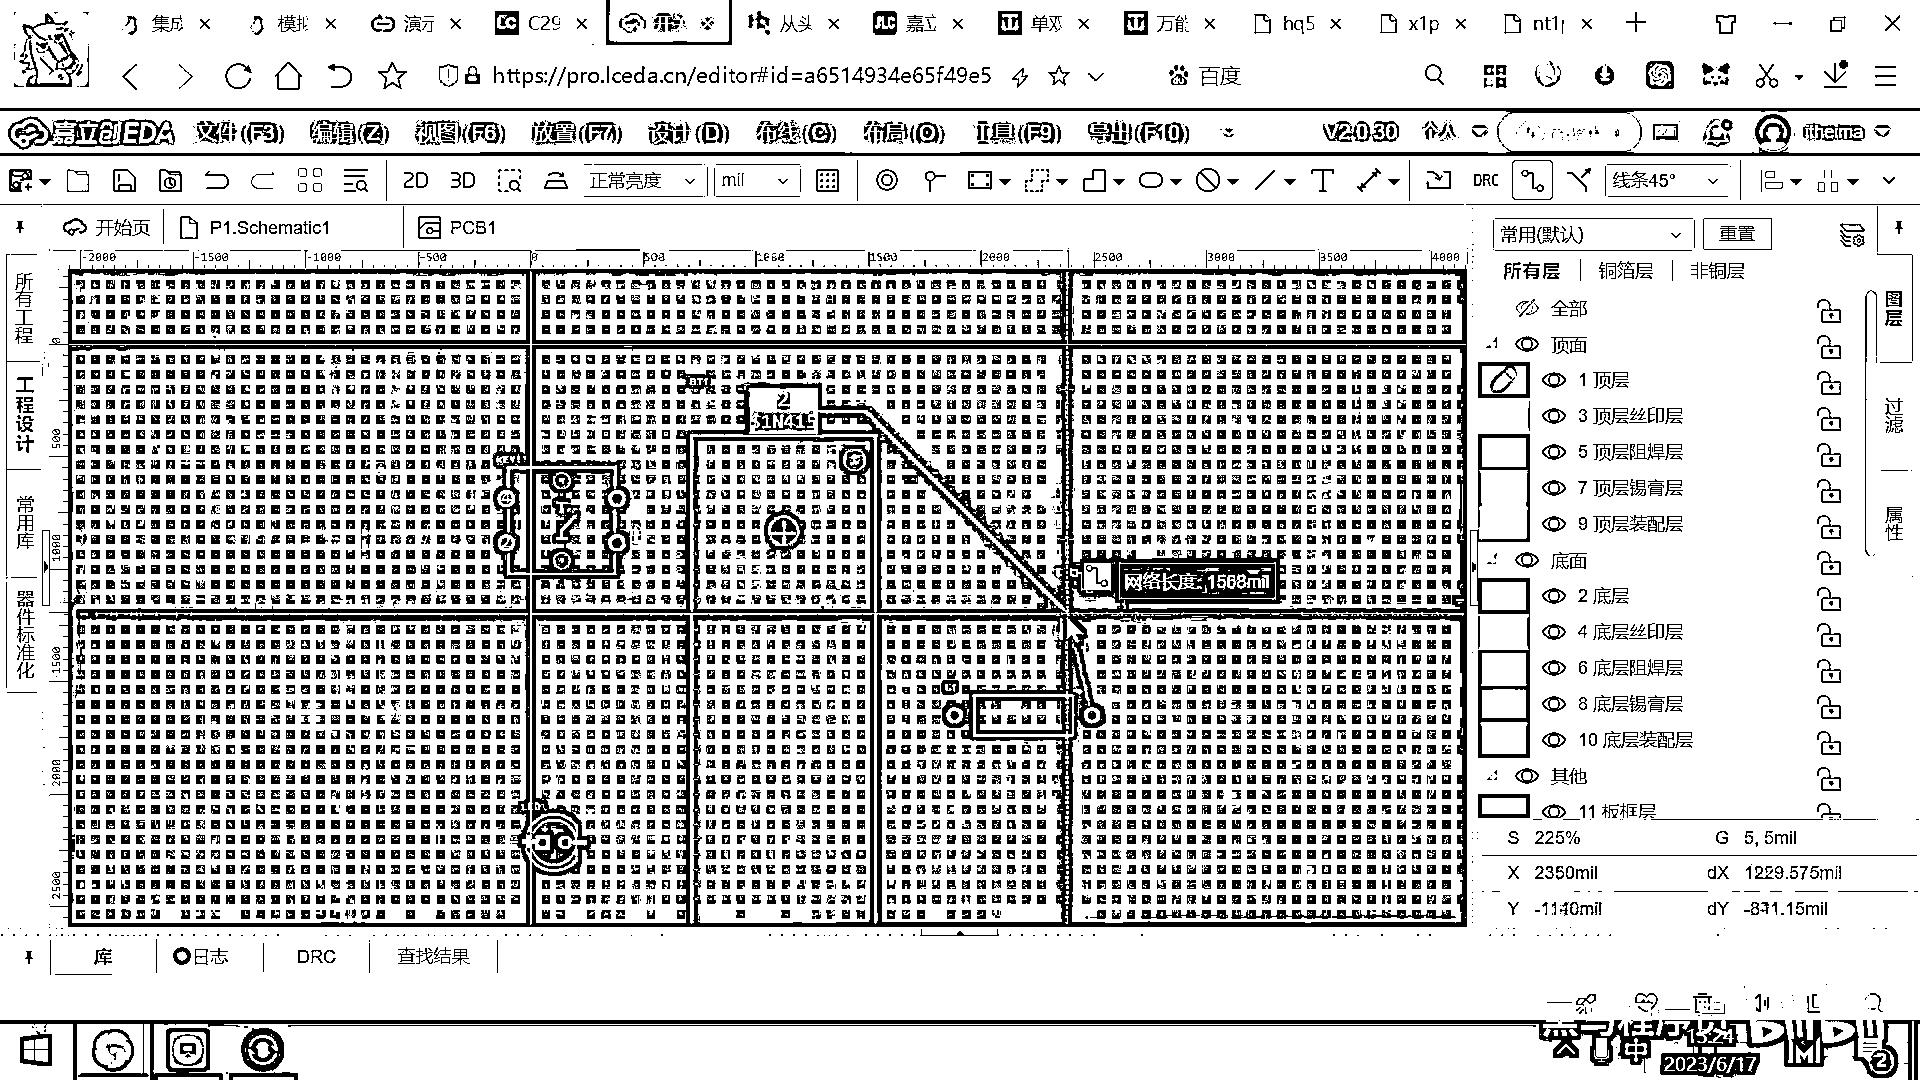 集成
模拟
演示
C29
开始
从头
嘉立
单双
万能
hq5
x1p
nt1p
https://pro.lceda.cn/editor#id=a6514934e65f49e5
百度
嘉立创EDA 文件(F3) 编辑(Z) 视图(F6) 放置(F7) 设计(D) 布线(C) 布局(O) 工具(F9) 导出(F10) V2.0.30 个人 itheima
2D 3D 正常亮度 mil DRC 线条45°
开始页 P1.Schematic1 PCB1
-2000 -1500 -1000 -500 0 500 1000 1500 2000 2500 3000 3500 4000
所有工程
工程设计
常用库
器件标准化
2
网络长度: 1568mil
常用(默认) 重置
所有层 铜箔层 非铜层
全部
顶面
1 顶层
3 顶层丝印层
5 顶层阻焊层
7 顶层锡膏层
9 顶层装配层
底面
2 底层
4 底层丝印层
6 底层阻焊层
8 底层锡膏层
10 底层装配层
其他
11 板框层
图层
过滤
属性
S 225% G 5, 5mil
X 2350mil dX 1229.575mil
Y -1140mil dY -841.15mil
库 日志 DRC 查找结果
中
2023/6/17
2